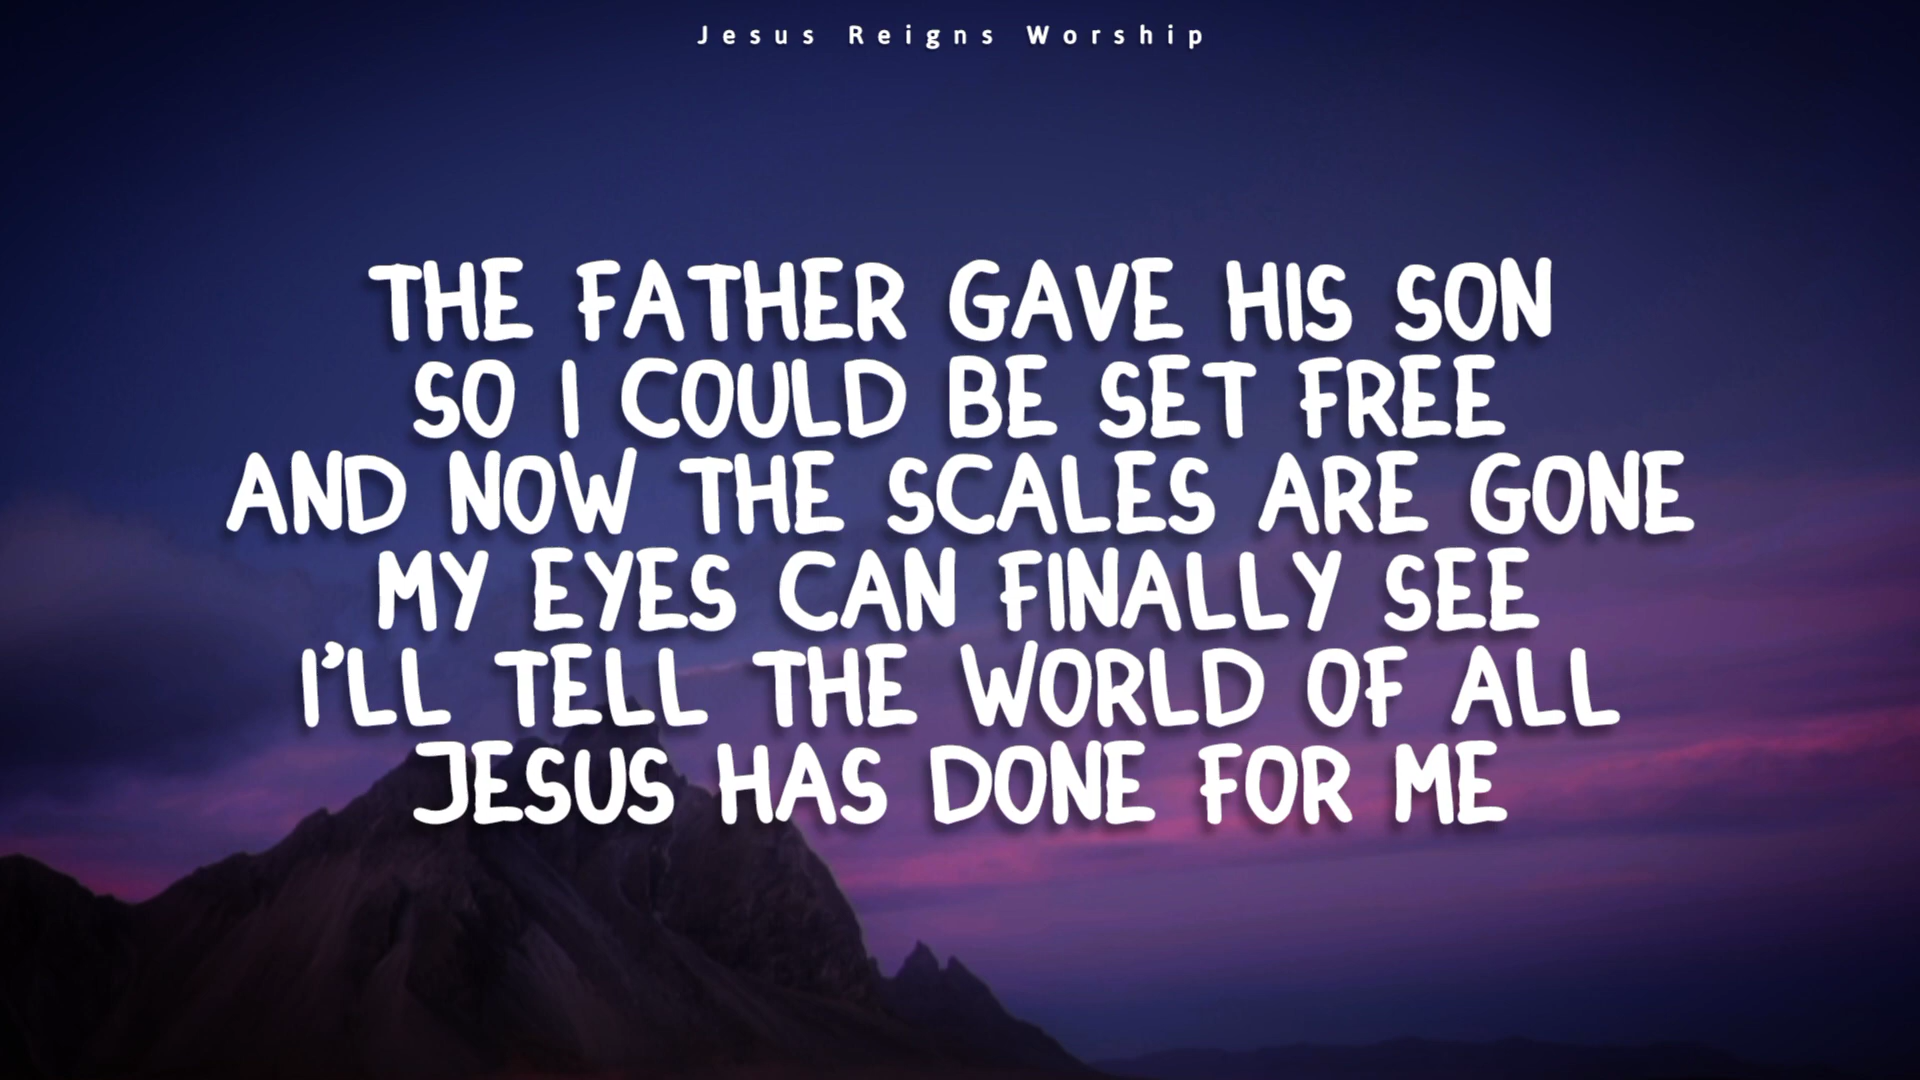 Jesus Reigns Worship
THE FATHER GAVE HIS SON
SO I COULD BE SET FREE
AND NOW THE SCALES ARE GONE
MY EYES CAN FINALLY SEE
I'LL TELL THE WORLD OF ALL
JESUS HAS DONE FOR ME